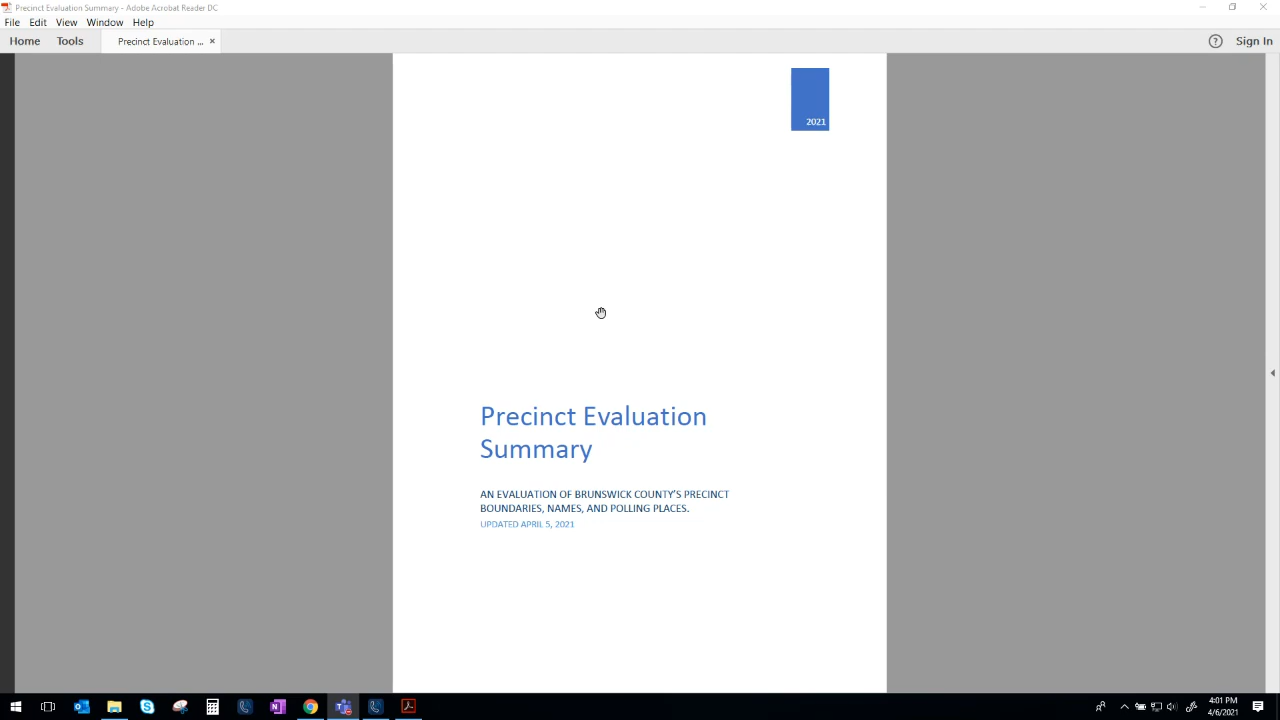 Precinct Evaluation Summary - Adobe Acrobat Reader DC
File Edit View Window Help
Home Tools Precinct Evaluation ... × Sign In
2021
Precinct Evaluation
Summary
AN EVALUATION OF BRUNSWICK COUNTY'S PRECINCT
BOUNDARIES, NAMES, AND POLLING PLACES.
UPDATED APRIL 5, 2021
4:01 PM
4/6/2021